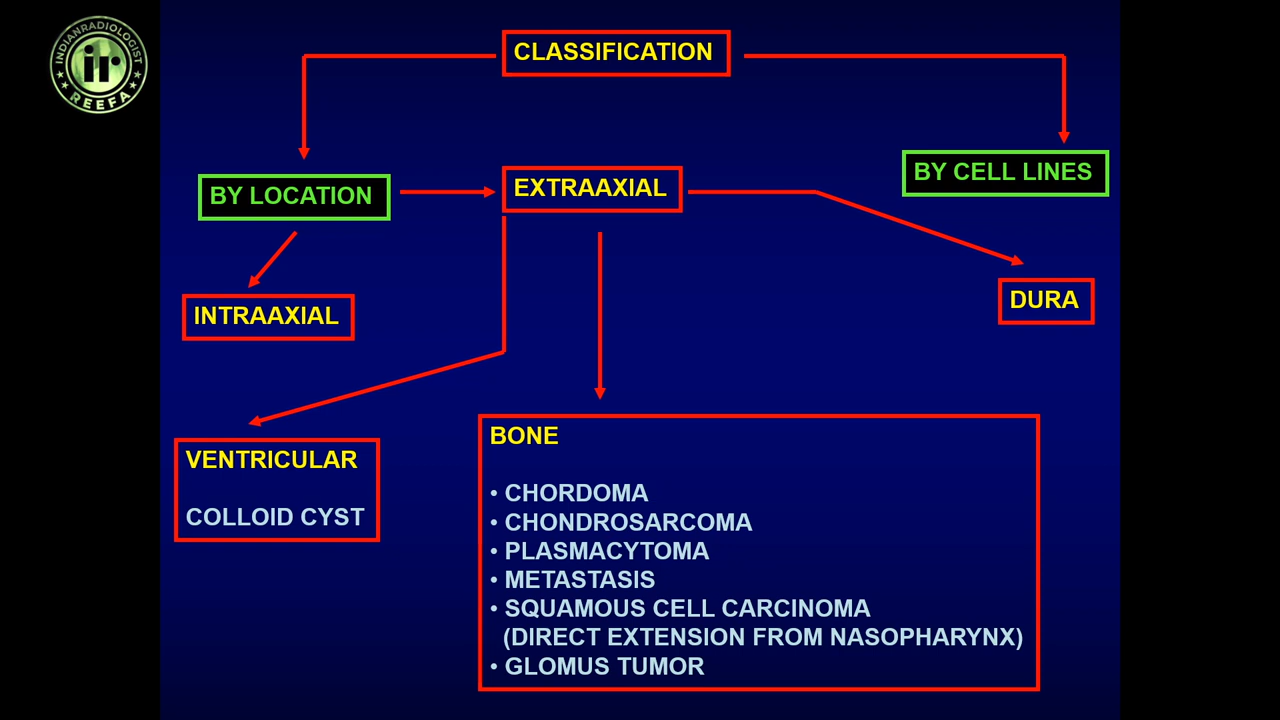 INDIANRADIOLOGIST
ir
REEFA
CLASSIFICATION
BY LOCATION
EXTRAAXIAL
BY CELL LINES
INTRAAXIAL
DURA
VENTRICULAR
COLLOID CYST
BONE
• CHORDOMA
• CHONDROSARCOMA
• PLASMACYTOMA
• METASTASIS
• SQUAMOUS CELL CARCINOMA
(DIRECT EXTENSION FROM NASOPHARYNX)
• GLOMUS TUMOR